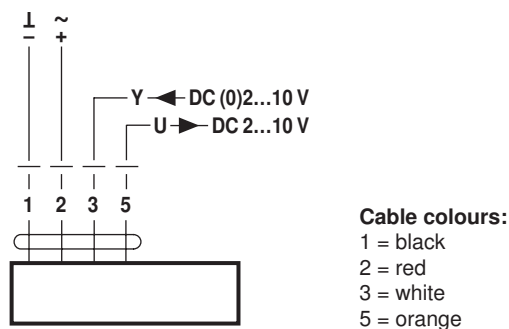 ⊥ ~
– +
Y DC (0)2...10 V
U DC 2...10 V
1 2 3 5
Cable colours:
1 = black
2 = red
3 = white
5 = orange